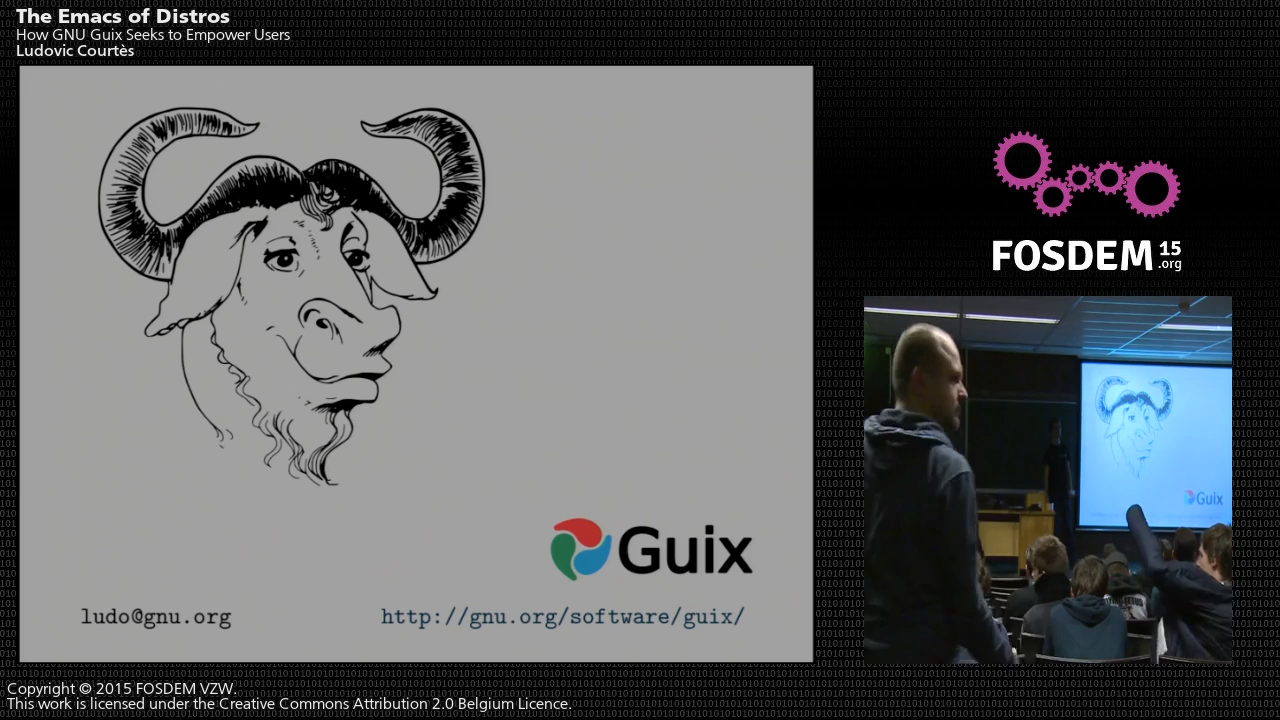 The Emacs of Distros
How GNU Guix Seeks to Empower Users
Ludovic Courtès
Guix
ludo@gnu.org
http://gnu.org/software/guix/
FOSDEM 15
.org
Guix
Copyright © 2015 FOSDEM VZW.
This work is licensed under the Creative Commons Attribution 2.0 Belgium Licence.